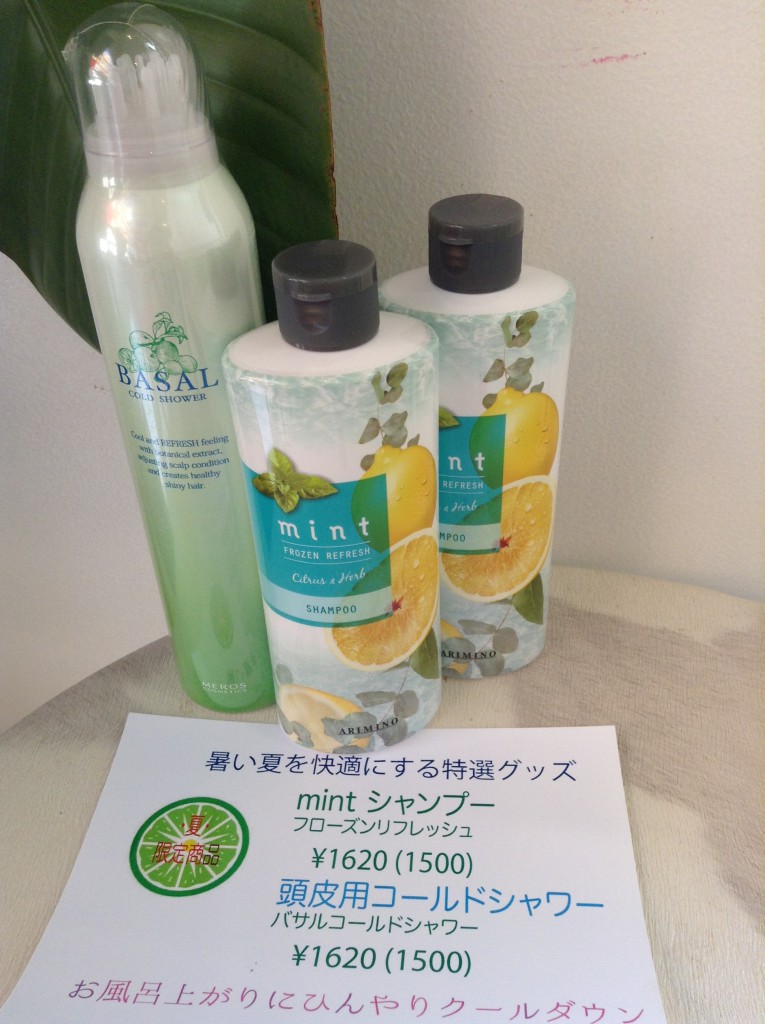 BASAL
COLD SHOWER
Cool and REFRESH feeling
with botanical extract,
adjusting scalp condition
and creates healthy
shiny hair.
MEROS
COSMETICS
mint
FROZEN REFRESH
Citrus & Herb
SHAMPOO
ARIMINO
nt
REFRESH
& Herb
MPOO
ARIMINO
暑い夏を快適にする特選グッズ
夏
限定商品
mint シャンプー
フローズンリフレッシュ
¥1620 (1500)
頭皮用コールドシャワー
バサルコールドシャワー
¥1620 (1500)
お風呂上がりにひんやりクールダウン